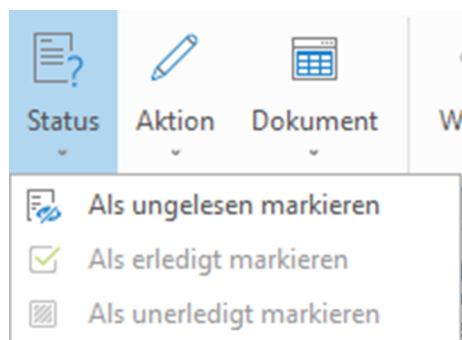 Status Aktion Dokument W
Als ungelesen markieren
Als erledigt markieren
Als unerledigt markieren